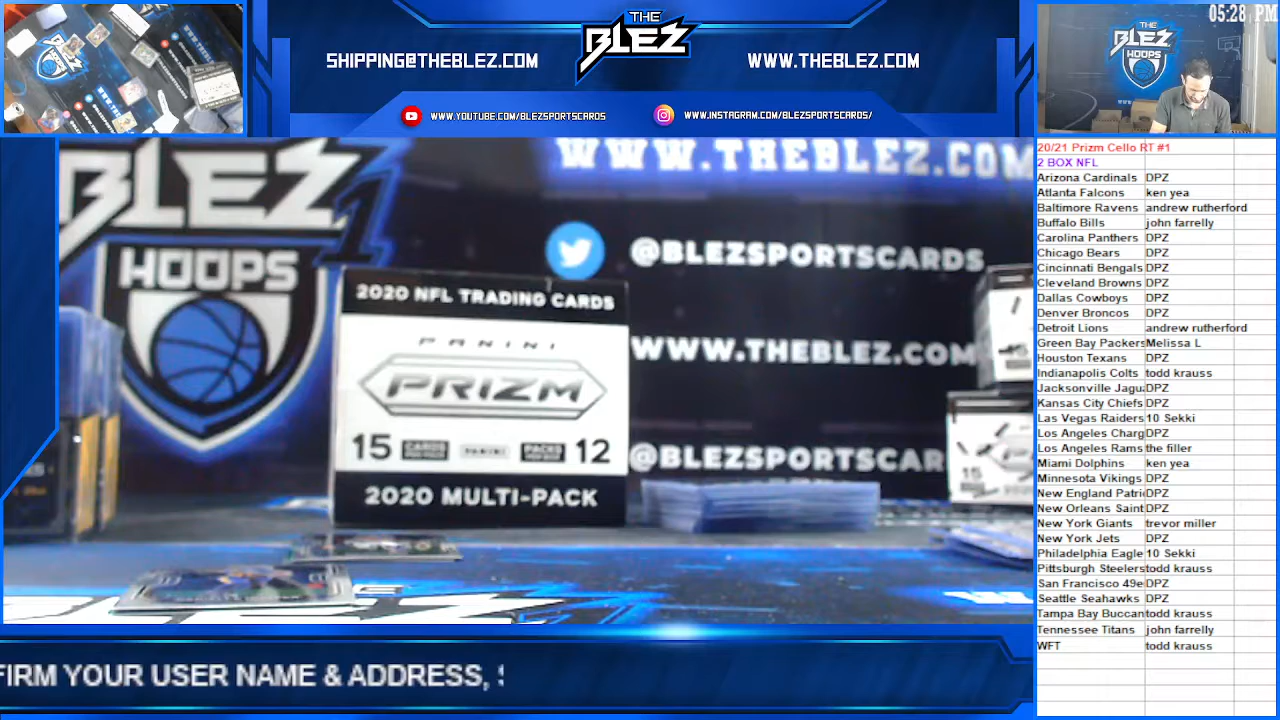 THE
BLEZ
SHIPPING@THEBLEZ.COM
WWW.THEBLEZ.COM
WWW.YOUTUBE.COM/BLEZSPORTSCARDS
WWW.INSTAGRAM.COM/BLEZSPORTSCARDS/
05:28 PM
THE
BLEZ
HOOPS
BLEZ
HOOPS
1
WWW.THEBLEZ.COM
@BLEZSPORTSCARDS
WWW.THEBLEZ.COM
@BLEZSPORTSCAR
2020 NFL TRADING CARDS
PANINI
PRIZM
15 CARDS PANINI PACKS 12
2020 MULTI-PACK
15
FIRM YOUR USER NAME & ADDRESS,
20/21 Prizm Cello RT #1
2 BOX NFL
Arizona Cardinals DPZ
Atlanta Falcons ken yea
Baltimore Ravens andrew rutherford
Buffalo Bills john farrelly
Carolina Panthers DPZ
Chicago Bears DPZ
Cincinnati Bengals DPZ
Cleveland Browns DPZ
Dallas Cowboys DPZ
Denver Broncos DPZ
Detroit Lions andrew rutherford
Green Bay Packers Melissa L
Houston Texans DPZ
Indianapolis Colts todd krauss
Jacksonville Jagu DPZ
Kansas City Chiefs DPZ
Las Vegas Raiders 10 Sekki
Los Angeles Charg DPZ
Los Angeles Rams the filler
Miami Dolphins ken yea
Minnesota Vikings DPZ
New England Patri DPZ
New Orleans Saint DPZ
New York Giants trevor miller
New York Jets DPZ
Philadelphia Eagle 10 Sekki
Pittsburgh Steelers todd krauss
San Francisco 49e DPZ
Seattle Seahawks DPZ
Tampa Bay Buccan todd krauss
Tennessee Titans john farrelly
WFT todd krauss